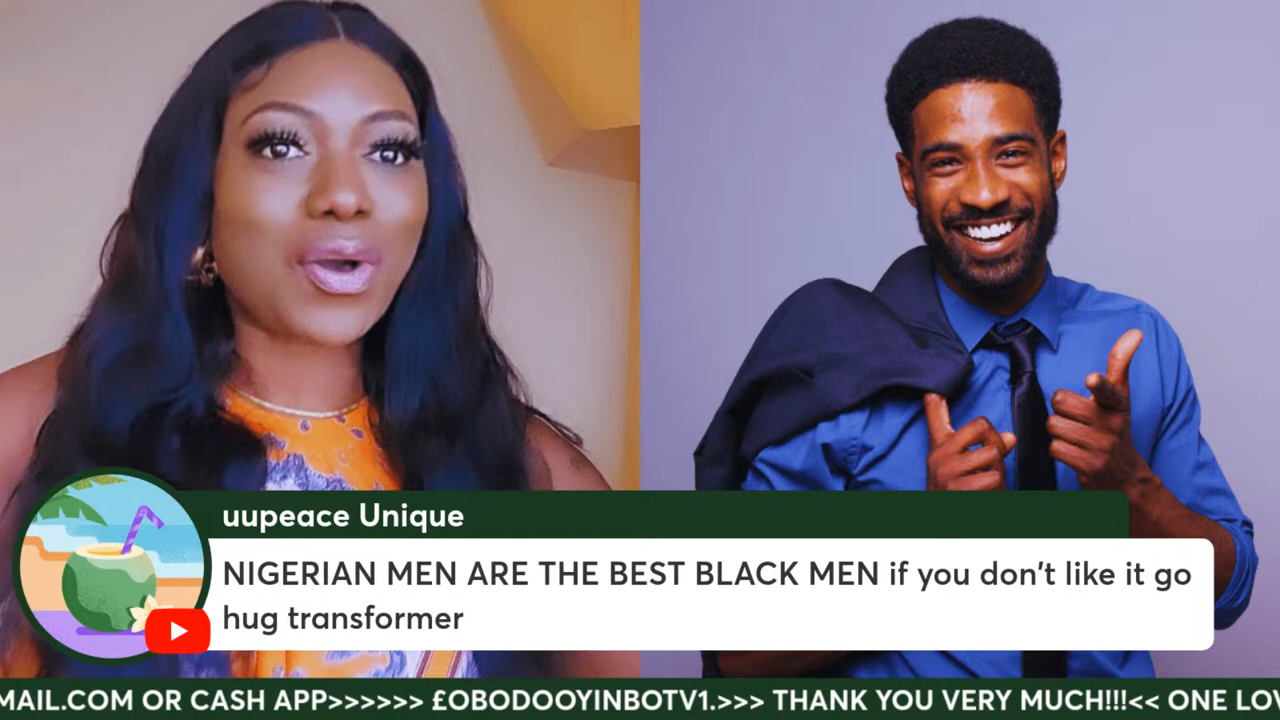 uupeace Unique
NIGERIAN MEN ARE THE BEST BLACK MEN if you don't like it go
hug transformer
MAIL.COM OR CASH APP>>>>>> £OBODOOYINBOTV1.>>> THANK YOU VERY MUCH!!!<< ONE LOV